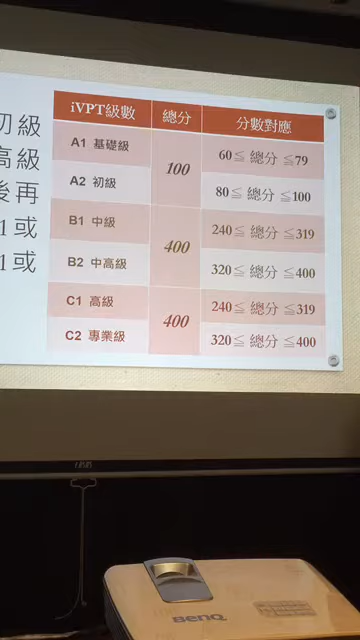 初級
高級
後再
1或
1或
iVPT級數 總分 分數對應
A1 基礎級 100 60≦ 總分 ≦79
A2 初級 80≦ 總分 ≦100
B1 中級 400 240≦ 總分 ≦319
B2 中高級 320≦ 總分 ≦400
C1 高級 400 240≦ 總分 ≦319
C2 專業級 320≦ 總分 ≦400
BenQ